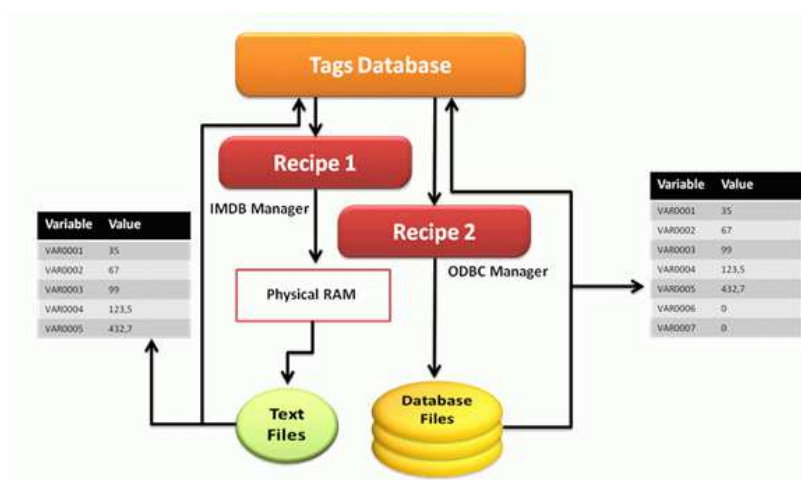 Tags Database
Recipe 1
IMDB Manager
Recipe 2
ODBC Manager
Physical RAM
Text
Files
Database
Files
Variable Value
VAR0001 35
VAR0002 67
VAR0003 99
VAR0004 123,5
VAR0005 432,7
Variable Value
VAR0001 35
VAR0002 67
VAR0003 99
VAR0004 123,5
VAR0005 432,7
VAR0006 0
VAR0007 0